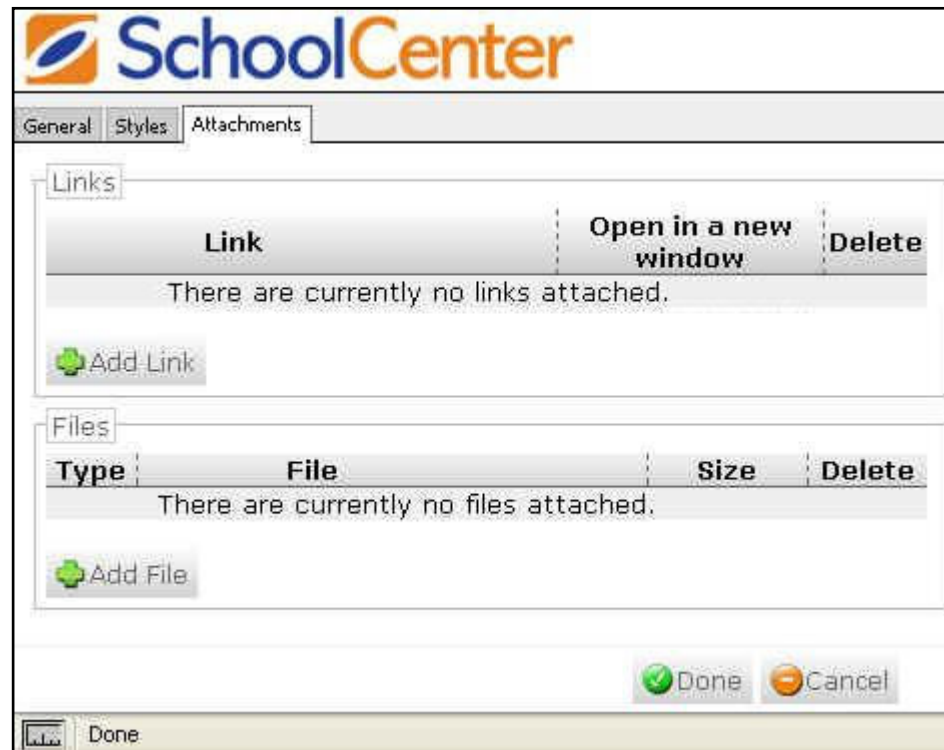 SchoolCenter
General Styles Attachments
Links
Link Open in a new window Delete
There are currently no links attached.
Add Link
Files
Type File Size Delete
There are currently no files attached.
Add File
Done Cancel
Done